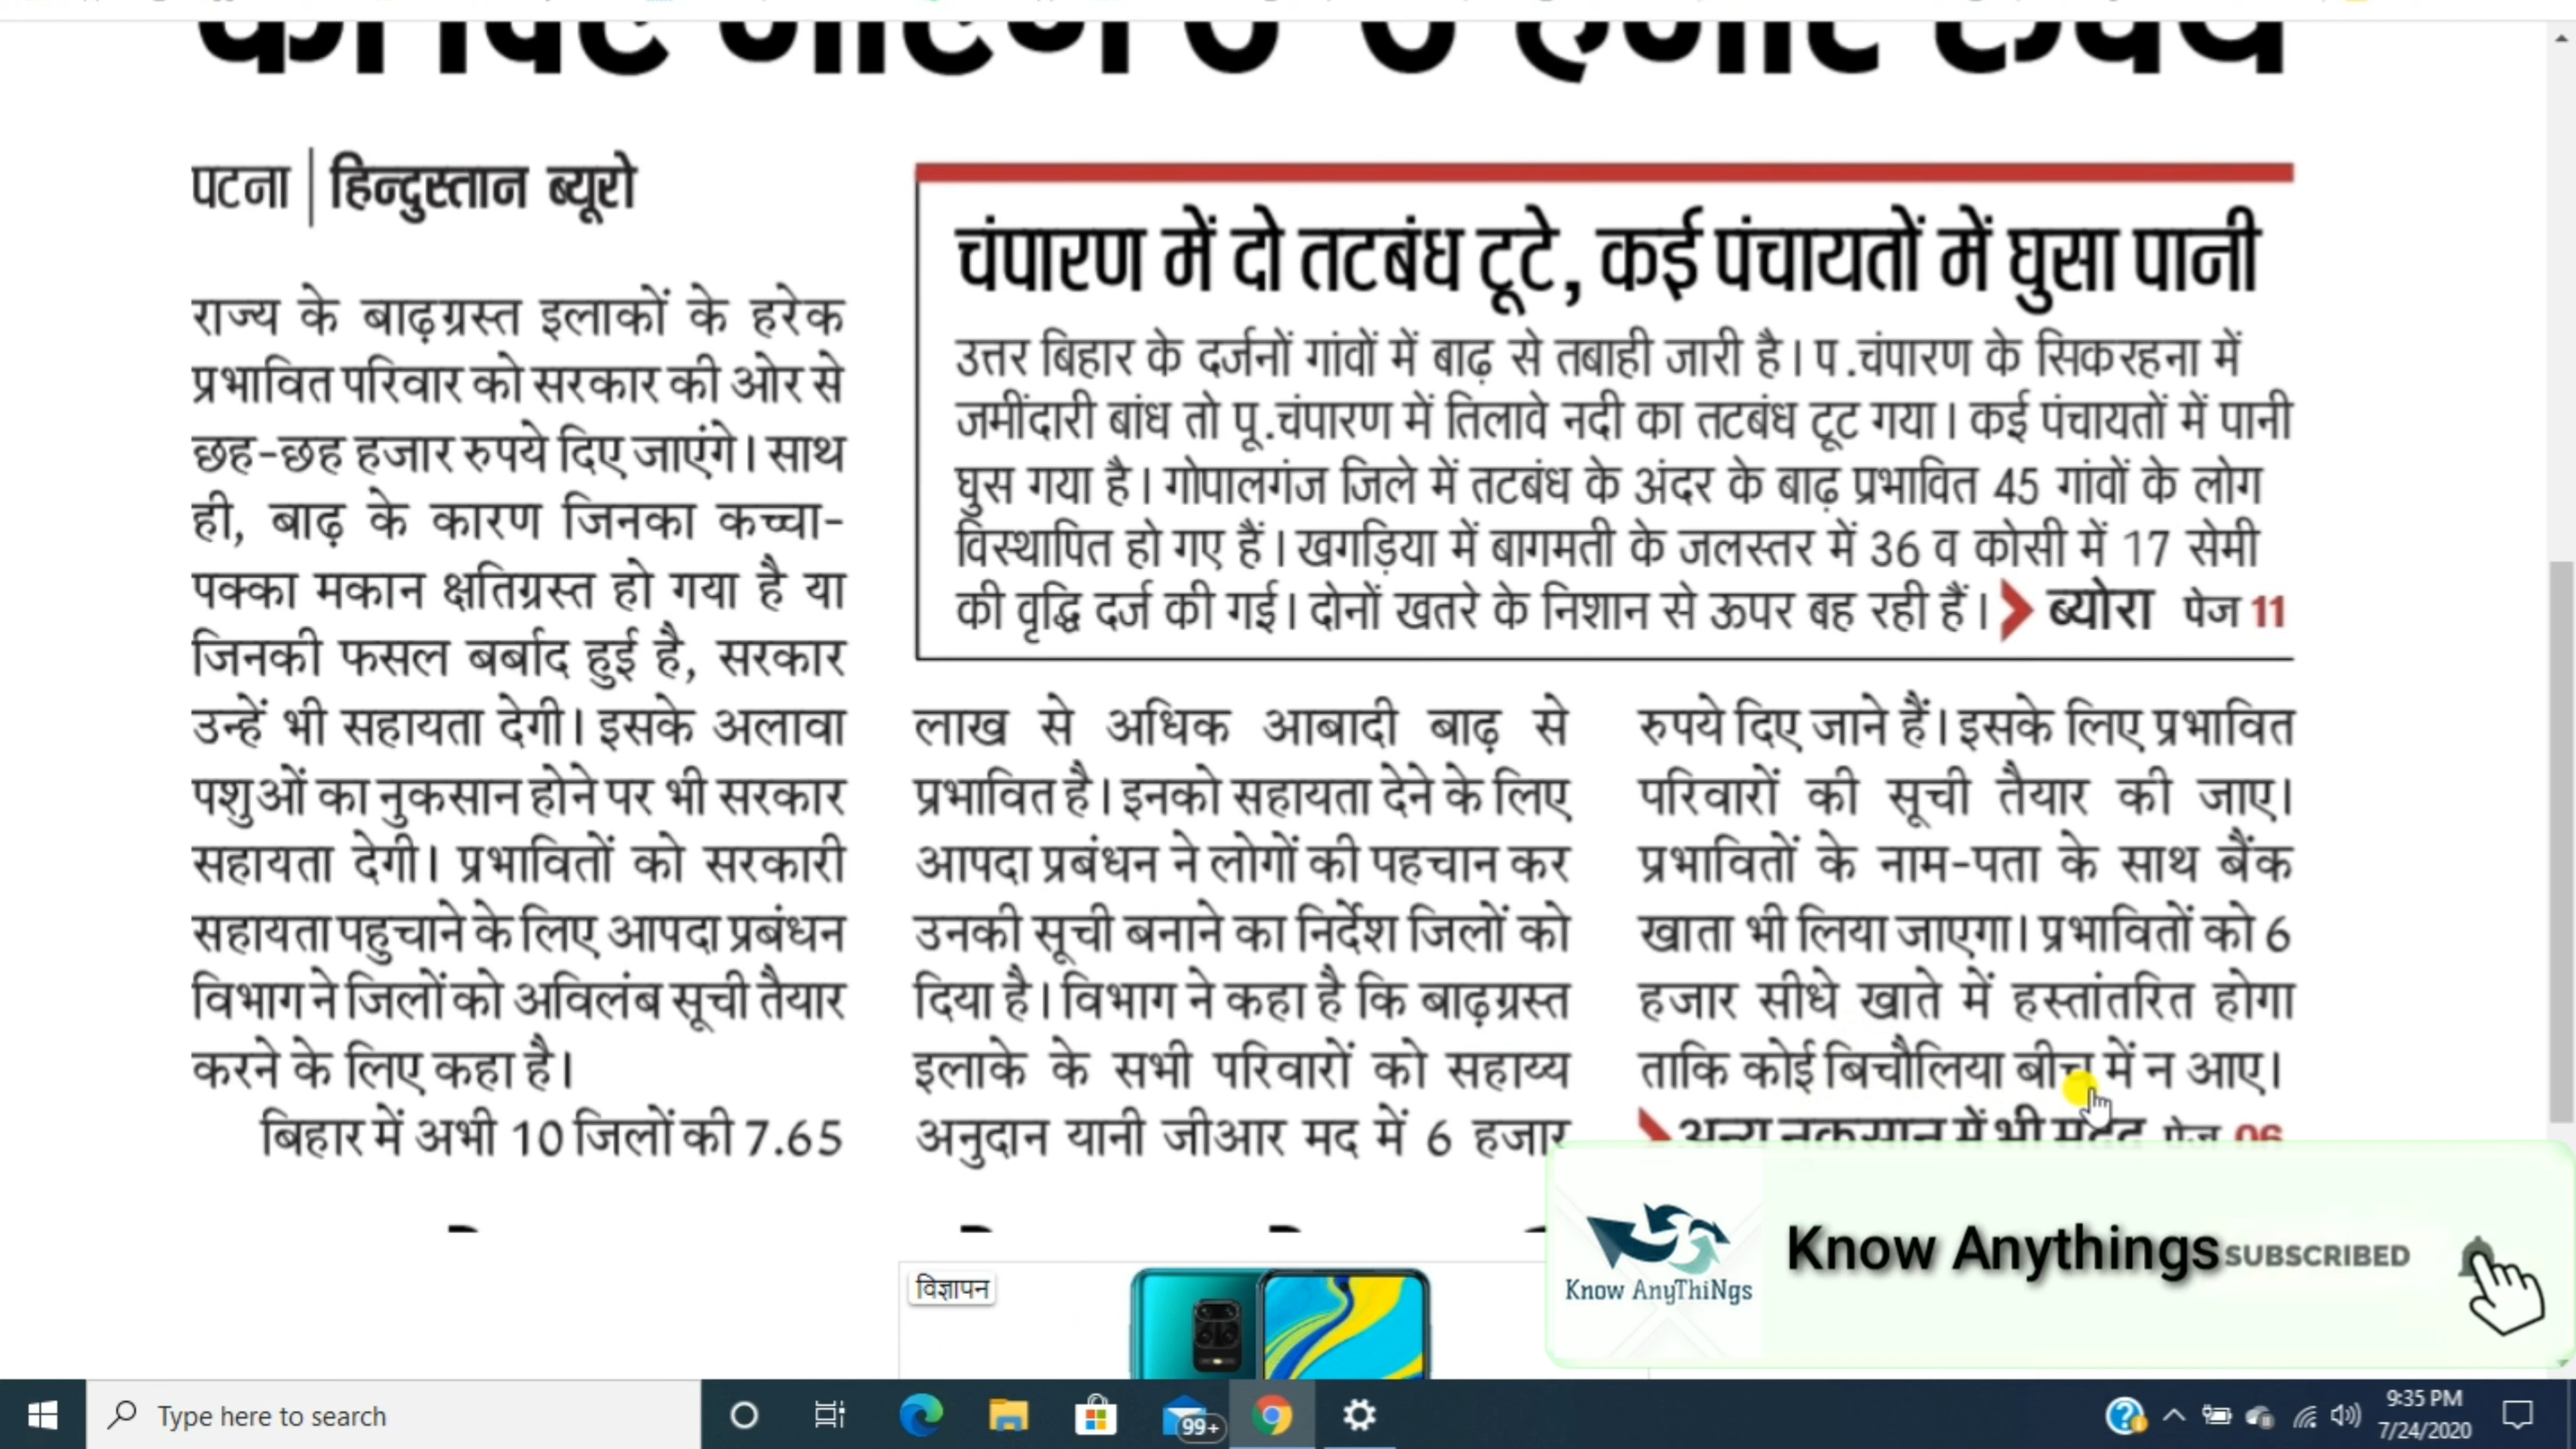 पटना | हिन्दुस्तान ब्यूरो
राज्य के बाढ़ग्रस्त इलाकों के हरेक
प्रभावित परिवार को सरकार की ओर से
छह-छह हजार रुपये दिए जाएंगे। साथ
ही, बाढ़ के कारण जिनका कच्चा-
पक्का मकान क्षतिग्रस्त हो गया है या
जिनकी फसल बर्बाद हुई है, सरकार
उन्हें भी सहायता देगी। इसके अलावा
पशुओं का नुकसान होने पर भी सरकार
सहायता देगी। प्रभावितों को सरकारी
सहायता पहुचाने के लिए आपदा प्रबंधन
विभाग ने जिलों को अविलंब सूची तैयार
करने के लिए कहा है।
बिहार में अभी 10 जिलों की 7.65
चंपारण में दो तटबंध टूटे, कई पंचायतों में घुसा पानी
उत्तर बिहार के दर्जनों गांवों में बाढ़ से तबाही जारी है। प.चंपारण के सिकरहना में
जमींदारी बांध तो पू.चंपारण में तिलावे नदी का तटबंध टूट गया। कई पंचायतों में पानी
घुस गया है। गोपालगंज जिले में तटबंध के अंदर के बाढ़ प्रभावित 45 गांवों के लोग
विस्थापित हो गए हैं। खगड़िया में बागमती के जलस्तर में 36 व कोसी में 17 सेमी
की वृद्धि दर्ज की गई। दोनों खतरे के निशान से ऊपर बह रही हैं। ब्योरा पेज 11
लाख से अधिक आबादी बाढ़ से
प्रभावित है। इनको सहायता देने के लिए
आपदा प्रबंधन ने लोगों की पहचान कर
उनकी सूची बनाने का निर्देश जिलों को
दिया है। विभाग ने कहा है कि बाढ़ग्रस्त
इलाके के सभी परिवारों को सहाय्य
अनुदान यानी जीआर मद में 6 हजार
रुपये दिए जाने हैं। इसके लिए प्रभावित
परिवारों की सूची तैयार की जाए।
प्रभावितों के नाम-पता के साथ बैंक
खाता भी लिया जाएगा। प्रभावितों को 6
हजार सीधे खाते में हस्तांतरित होगा
ताकि कोई बिचौलिया बीच में न आए।
अन्य नुकसान में भी मदद पेज 06
विज्ञापन
Know AnyThiNgs
Know Anythings SUBSCRIBED
Type here to search
99+
9:35 PM
7/24/2020